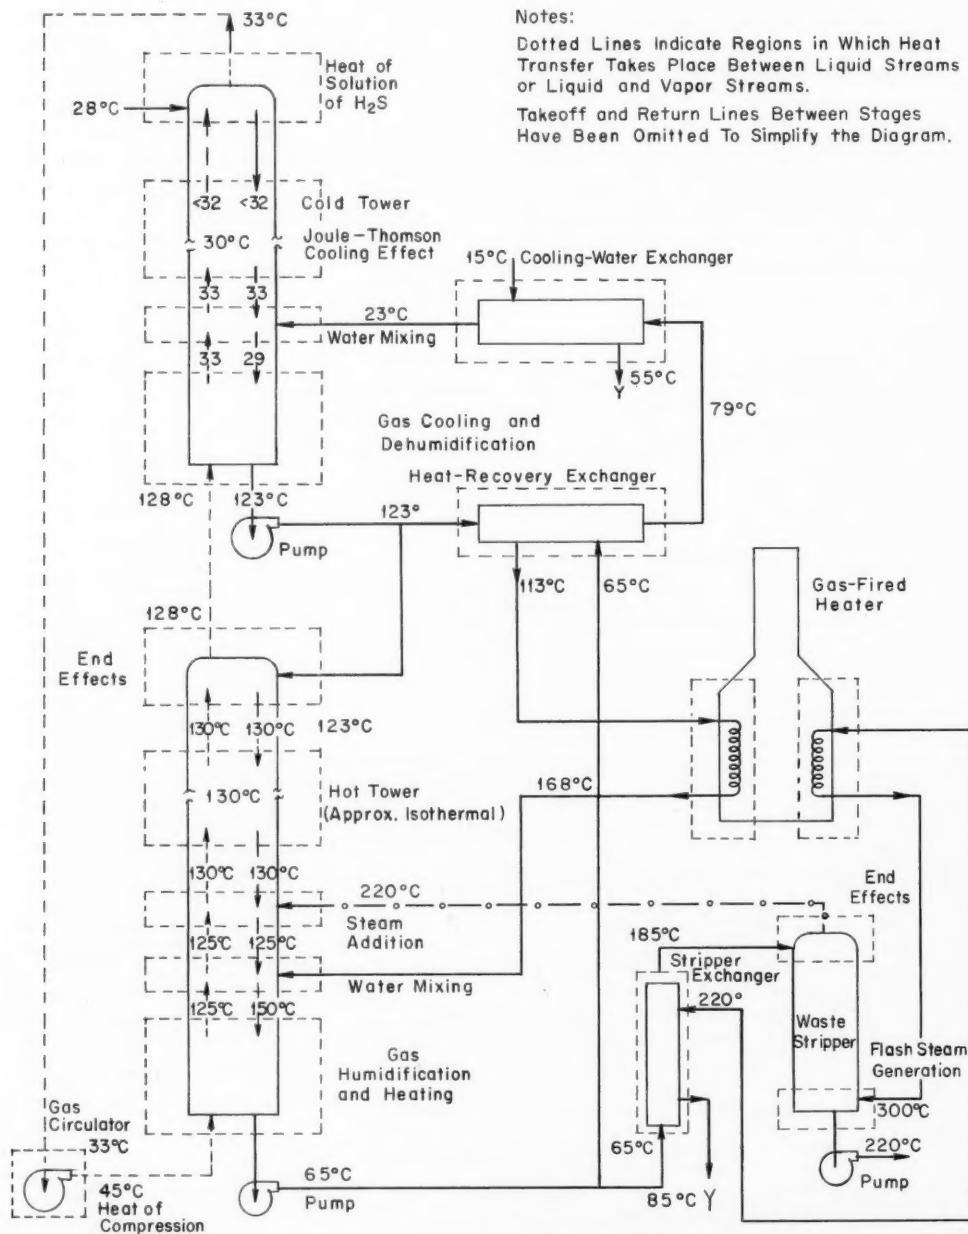 Notes:
Dotted Lines Indicate Regions in Which Heat
Transfer Takes Place Between Liquid Streams
or Liquid and Vapor Streams.
Takeoff and Return Lines Between Stages
Have Been Omitted To Simplify the Diagram.
33°C
Heat of
Solution
of H₂S
28°C
<32 <32
Cold Tower
30°C
Joule-Thomson
Cooling Effect
33 33
15°C Cooling-Water Exchanger
23°C
Water Mixing
33 29
55°C
79°C
Gas Cooling and
Dehumidification
Heat-Recovery Exchanger
128°C 123°C
123°
Pump
113°C 65°C
Gas-Fired
Heater
128°C
End
Effects
130°C 130°C 123°C
130°C
Hot Tower
(Approx. Isothermal)
168°C
130°C 130°C
220°C
Steam
Addition
End
Effects
125°C 125°C
Water Mixing
185°C
Stripper
Exchanger
125°C 150°C
220°
Waste
Stripper
Flash Steam
Generation
Gas
Humidification
and Heating
300°C
Gas
Circulator
33°C
65°C
220°C
Pump
45°C
Heat of
Compression
65°C
Pump
85°C